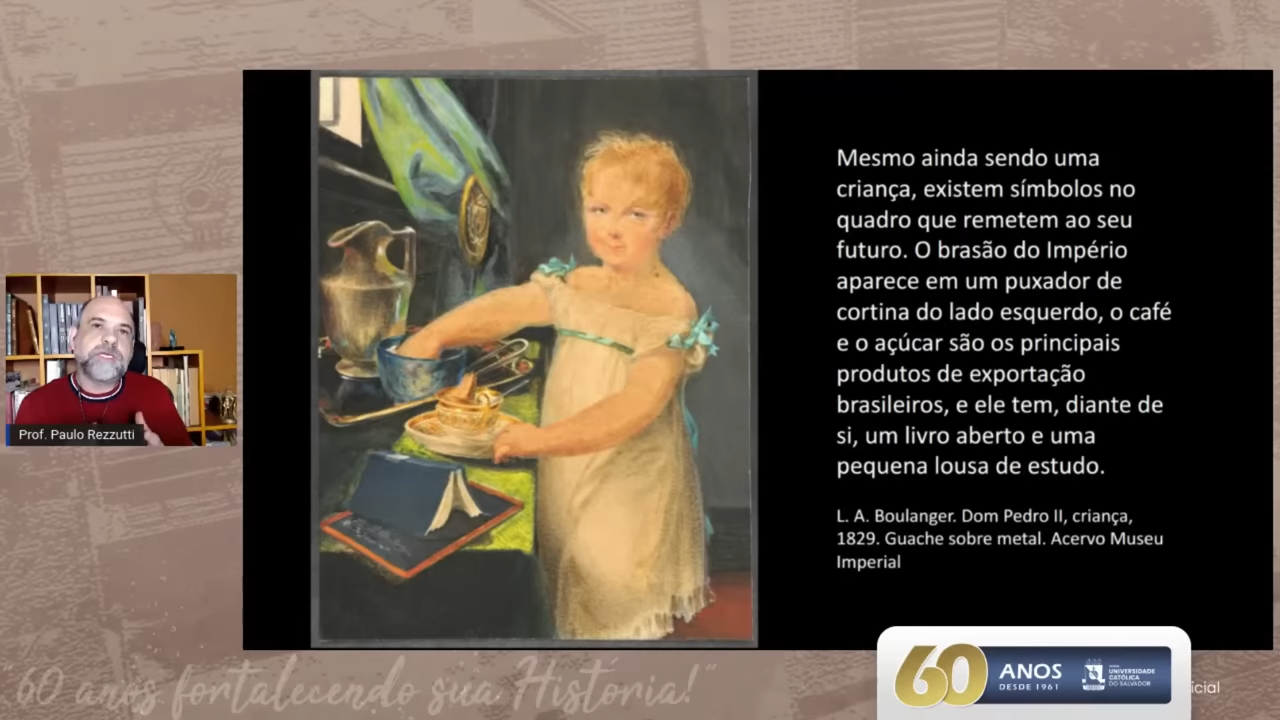 Mesmo ainda sendo uma
criança, existem símbolos no
quadro que remetem ao seu
futuro. O brasão do Império
aparece em um puxador de
cortina do lado esquerdo, o café
e o açúcar são os principais
produtos de exportação
brasileiros, e ele tem, diante de
si, um livro aberto e uma
pequena lousa de estudo.
L. A. Boulanger. Dom Pedro II, criança,
1829. Guache sobre metal. Acervo Museu
Imperial
Prof. Paulo Rezzutti
"60 anos fortalecendo sua História!"
60 ANOS
DESDE 1961
UNIVERSIDADE
CATÓLICA
DO SALVADOR
icial